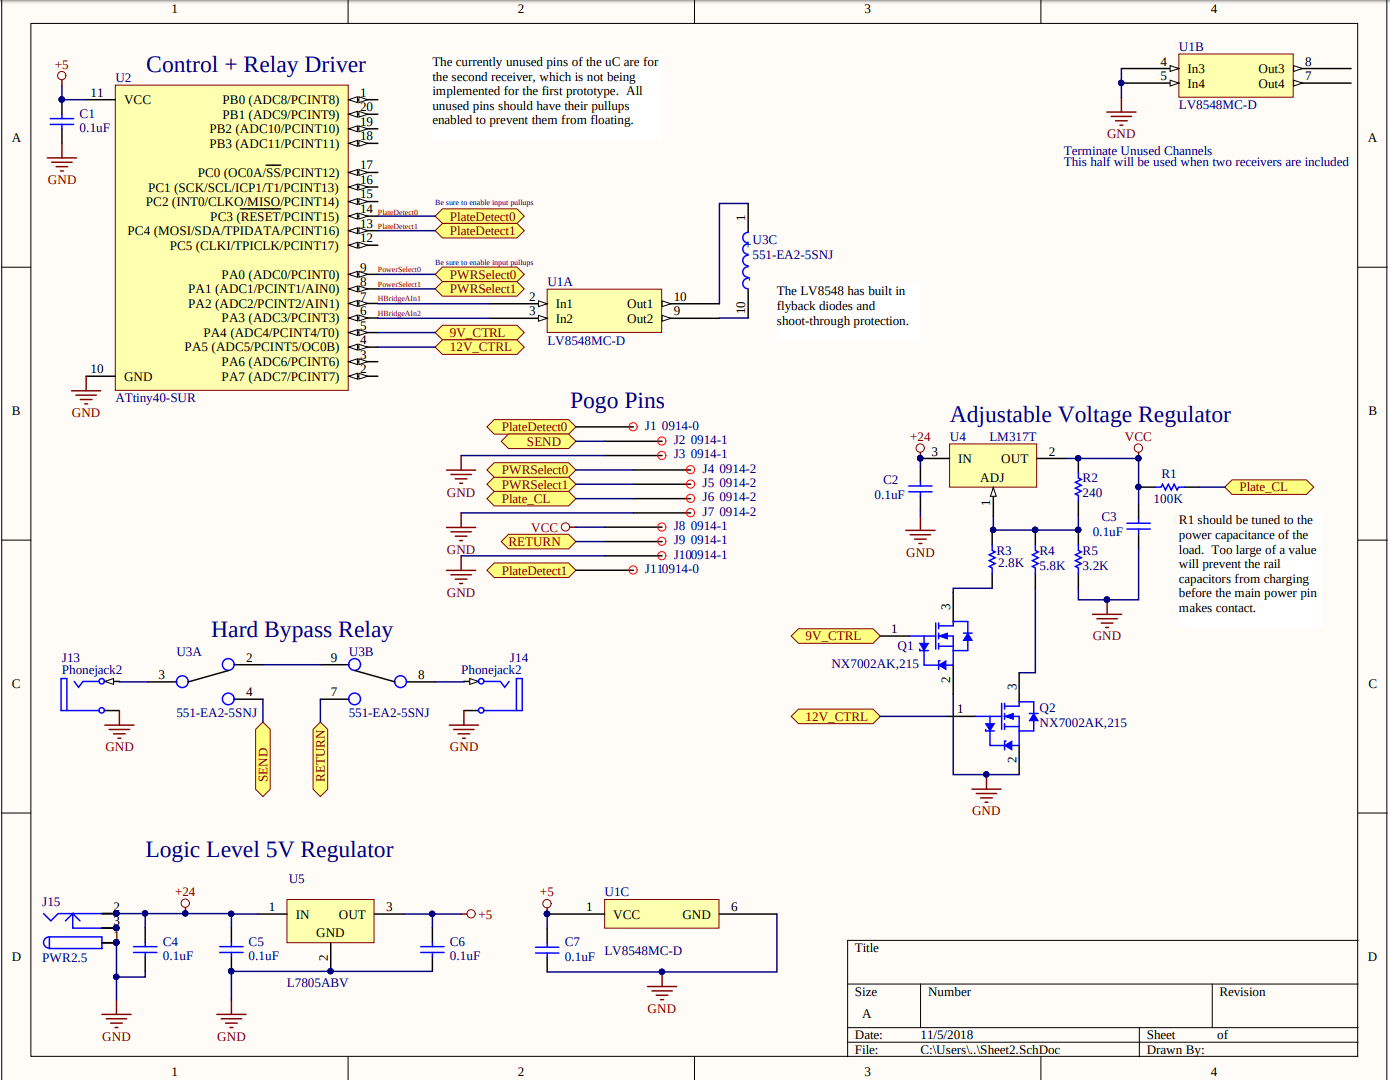 1 2 3 4
A A
B B
C C
D D
1 2 3 4
Control + Relay Driver
+5
C1
0.1uF
GND
U2
11 VCC
10 GND
GND
ATtiny40-SUR
PB0 (ADC8/PCINT8) 1
PB1 (ADC9/PCINT9) 20
PB2 (ADC10/PCINT10) 19
PB3 (ADC11/PCINT11) 18
PC0 (OC0A/SS/PCINT12) 17
PC1 (SCK/SCL/ICP1/T1/PCINT13) 16
PC2 (INT0/CLKO/MISO/PCINT14) 15
PC3 (RESET/PCINT15) 14
PC4 (MOSI/SDA/TPIDATA/PCINT16) 13
PC5 (CLKI/TPICLK/PCINT17) 12
PA0 (ADC0/PCINT0) 9
PA1 (ADC1/PCINT1/AIN0) 8
PA2 (ADC2/PCINT2/AIN1) 7
PA3 (ADC3/PCINT3) 6
PA4 (ADC4/PCINT4/T0) 5
PA5 (ADC5/PCINT5/OC0B) 4
PA6 (ADC6/PCINT6) 3
PA7 (ADC7/PCINT7) 2
The currently unused pins of the uC are for
the second receiver, which is not being
implemented for the first prototype. All
unused pins should have their pullups
enabled to prevent them from floating.
Be sure to enable input pullups
PlateDetect0 PlateDetect0
PlateDetect1 PlateDetect1
Be sure to enable input pullups
PowerSelect0 PWRSelect0
PowerSelect1 PWRSelect1
HBridgeAIn1
HBridgeAIn2
9V_CTRL
12V_CTRL
U1A
2 In1 Out1 10
3 In2 Out2 9
LV8548MC-D
1
U3C
551-EA2-5SNJ
10
The LV8548 has built in
flyback diodes and
shoot-through protection.
U1B
4 In3 Out3 8
5 In4 Out4 7
LV8548MC-D
GND
Terminate Unused Channels
This half will be used when two receivers are included
Pogo Pins
PlateDetect0 J1 0914-0
SEND J2 0914-1
J3 0914-1
GND
PWRSelect0 J4 0914-2
PWRSelect1 J5 0914-2
Plate_CL J6 0914-2
J7 0914-2
GND
VCC J8 0914-1
RETURN J9 0914-1
J10 0914-1
GND
PlateDetect1 J11 0914-0
Adjustable Voltage Regulator
+24
3
U4 LM317T
IN OUT
ADJ
2
1
VCC
C2
0.1uF
GND
R2
240
R1
100K
Plate_CL
C3
0.1uF
R3
2.8K
R4
5.8K
R5
3.2K
GND
R1 should be tuned to the
power capacitance of the
load. Too large of a value
will prevent the rail
capacitors from charging
before the main power pin
makes contact.
9V_CTRL
1
3
Q1
NX7002AK,215
2
12V_CTRL
1
3
Q2
NX7002AK,215
2
GND
Hard Bypass Relay
J13
Phonejack2
GND
U3A
3
2
4
551-EA2-5SNJ
SEND
U3B
9
7
8
551-EA2-5SNJ
RETURN
J14
Phonejack2
GND
Logic Level 5V Regulator
J15
2
3
PWR2.5
GND
C4
0.1uF
+24
C5
0.1uF
GND
U5
1 IN OUT 3
GND
2
L7805ABV
C6
0.1uF
+5
+5
C7
0.1uF
U1C
1 VCC GND 6
LV8548MC-D
GND
Title
Size Number Revision
A
Date: 11/5/2018 Sheet of
File: C:\Users\..\Sheet2.SchDoc Drawn By: